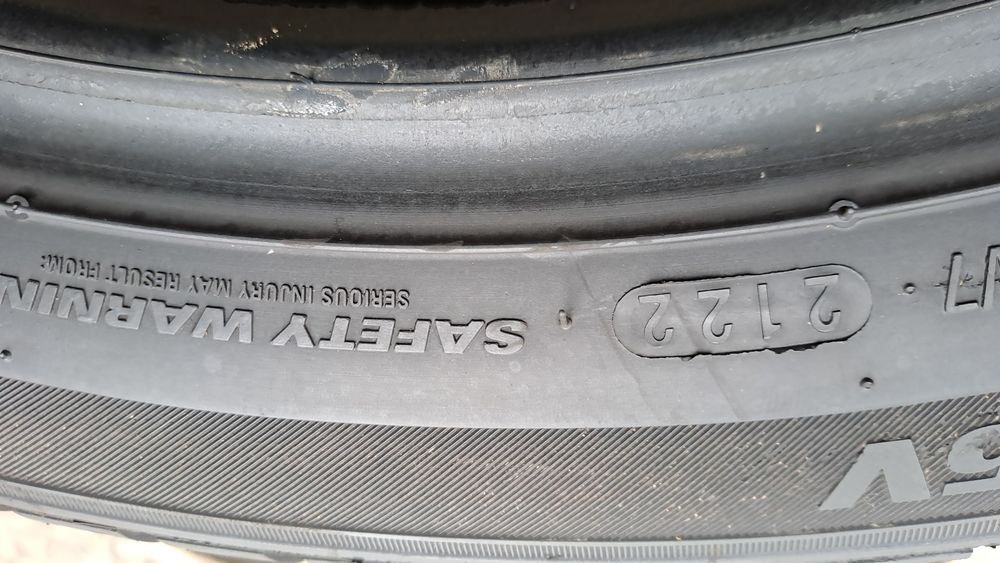 2122
SAFETY WARNIN
SERIOUS INJURY MAY RESULT FROM: